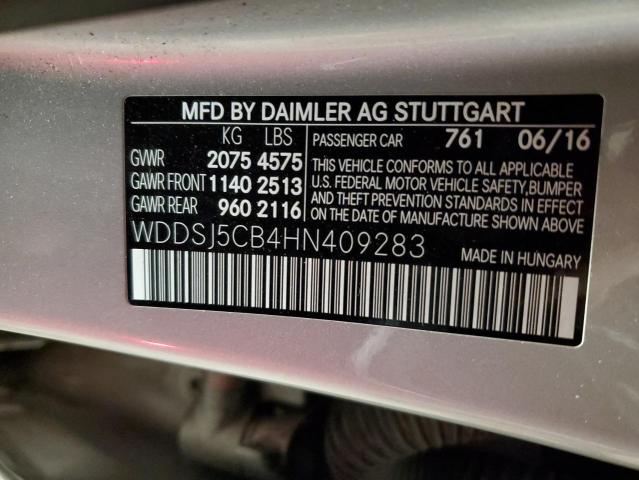 MFD BY DAIMLER AG STUTTGART
KG LBS
GVWR 2075 4575
GAWR FRONT 1140 2513
GAWR REAR 960 2116
PASSENGER CAR 761 06/16
THIS VEHICLE CONFORMS TO ALL APPLICABLE
U.S. FEDERAL MOTOR VEHICLE SAFETY, BUMPER
AND THEFT PREVENTION STANDARDS IN
EFFECT ON THE DATE OF
MANUFACTURE SHOWN ABOVE
WDDSJ5CB4HN409283
MADE IN HUNGARY